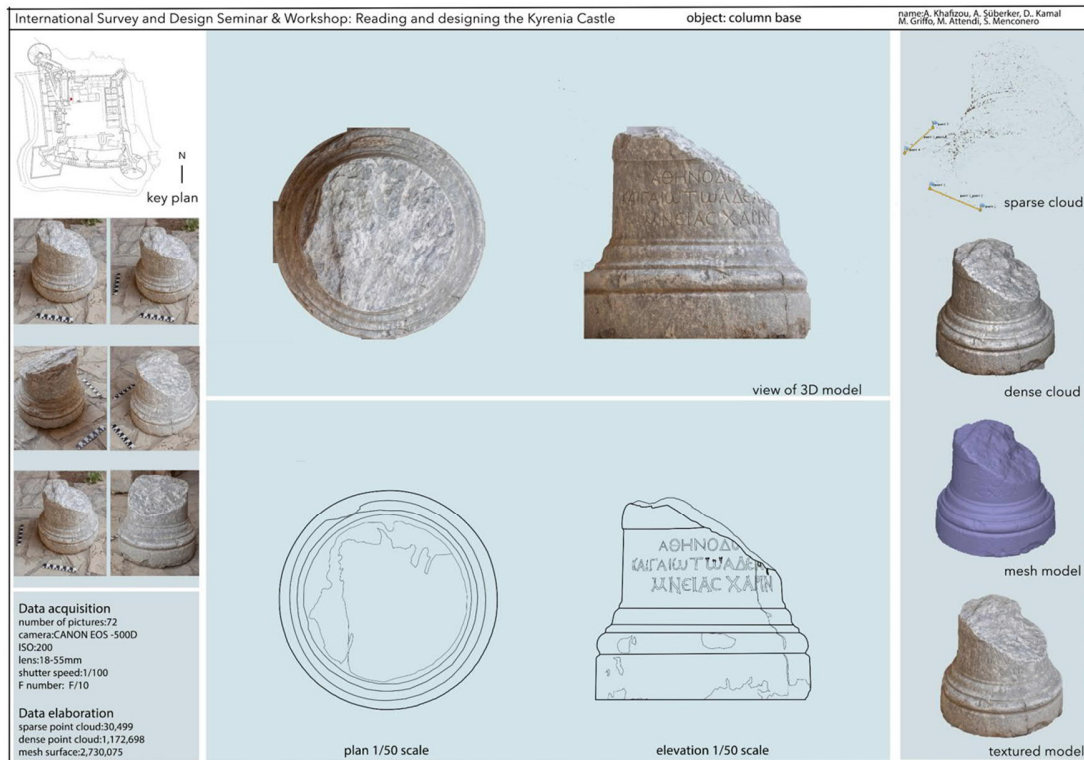 International Survey and Design Seminar & Workshop: Reading and designing the Kyrenia Castle
object: column base
name:A. Khafizou, A. Süberker, D.. Kamal
M. Griffo, M. Attendi, S. Menconero
N
key plan
Data acquisition
number of pictures:72
camera:CANON EOS -500D
ISO:200
lens:18-55mm
shutter speed:1/100
F number: F/10
Data elaboration
sparse point cloud:30,499
dense point cloud:1,172,698
mesh surface:2,730,075
ΑΘΗΝΟΔ
ΚΑΙΓΑΙΩΤΩΑΔΕΛ
ΜΝΕΙΑϹΧΑΡΙΝ
view of 3D model
ΑΘΗΝΟΔΟ
ΚΑΙΓΑΙΩΤΩΑΔΕΛ
ΜΝΕΙΑϹ ΧΑΡΙΝ
plan 1/50 scale
elevation 1/50 scale
sparse cloud
dense cloud
mesh model
textured model